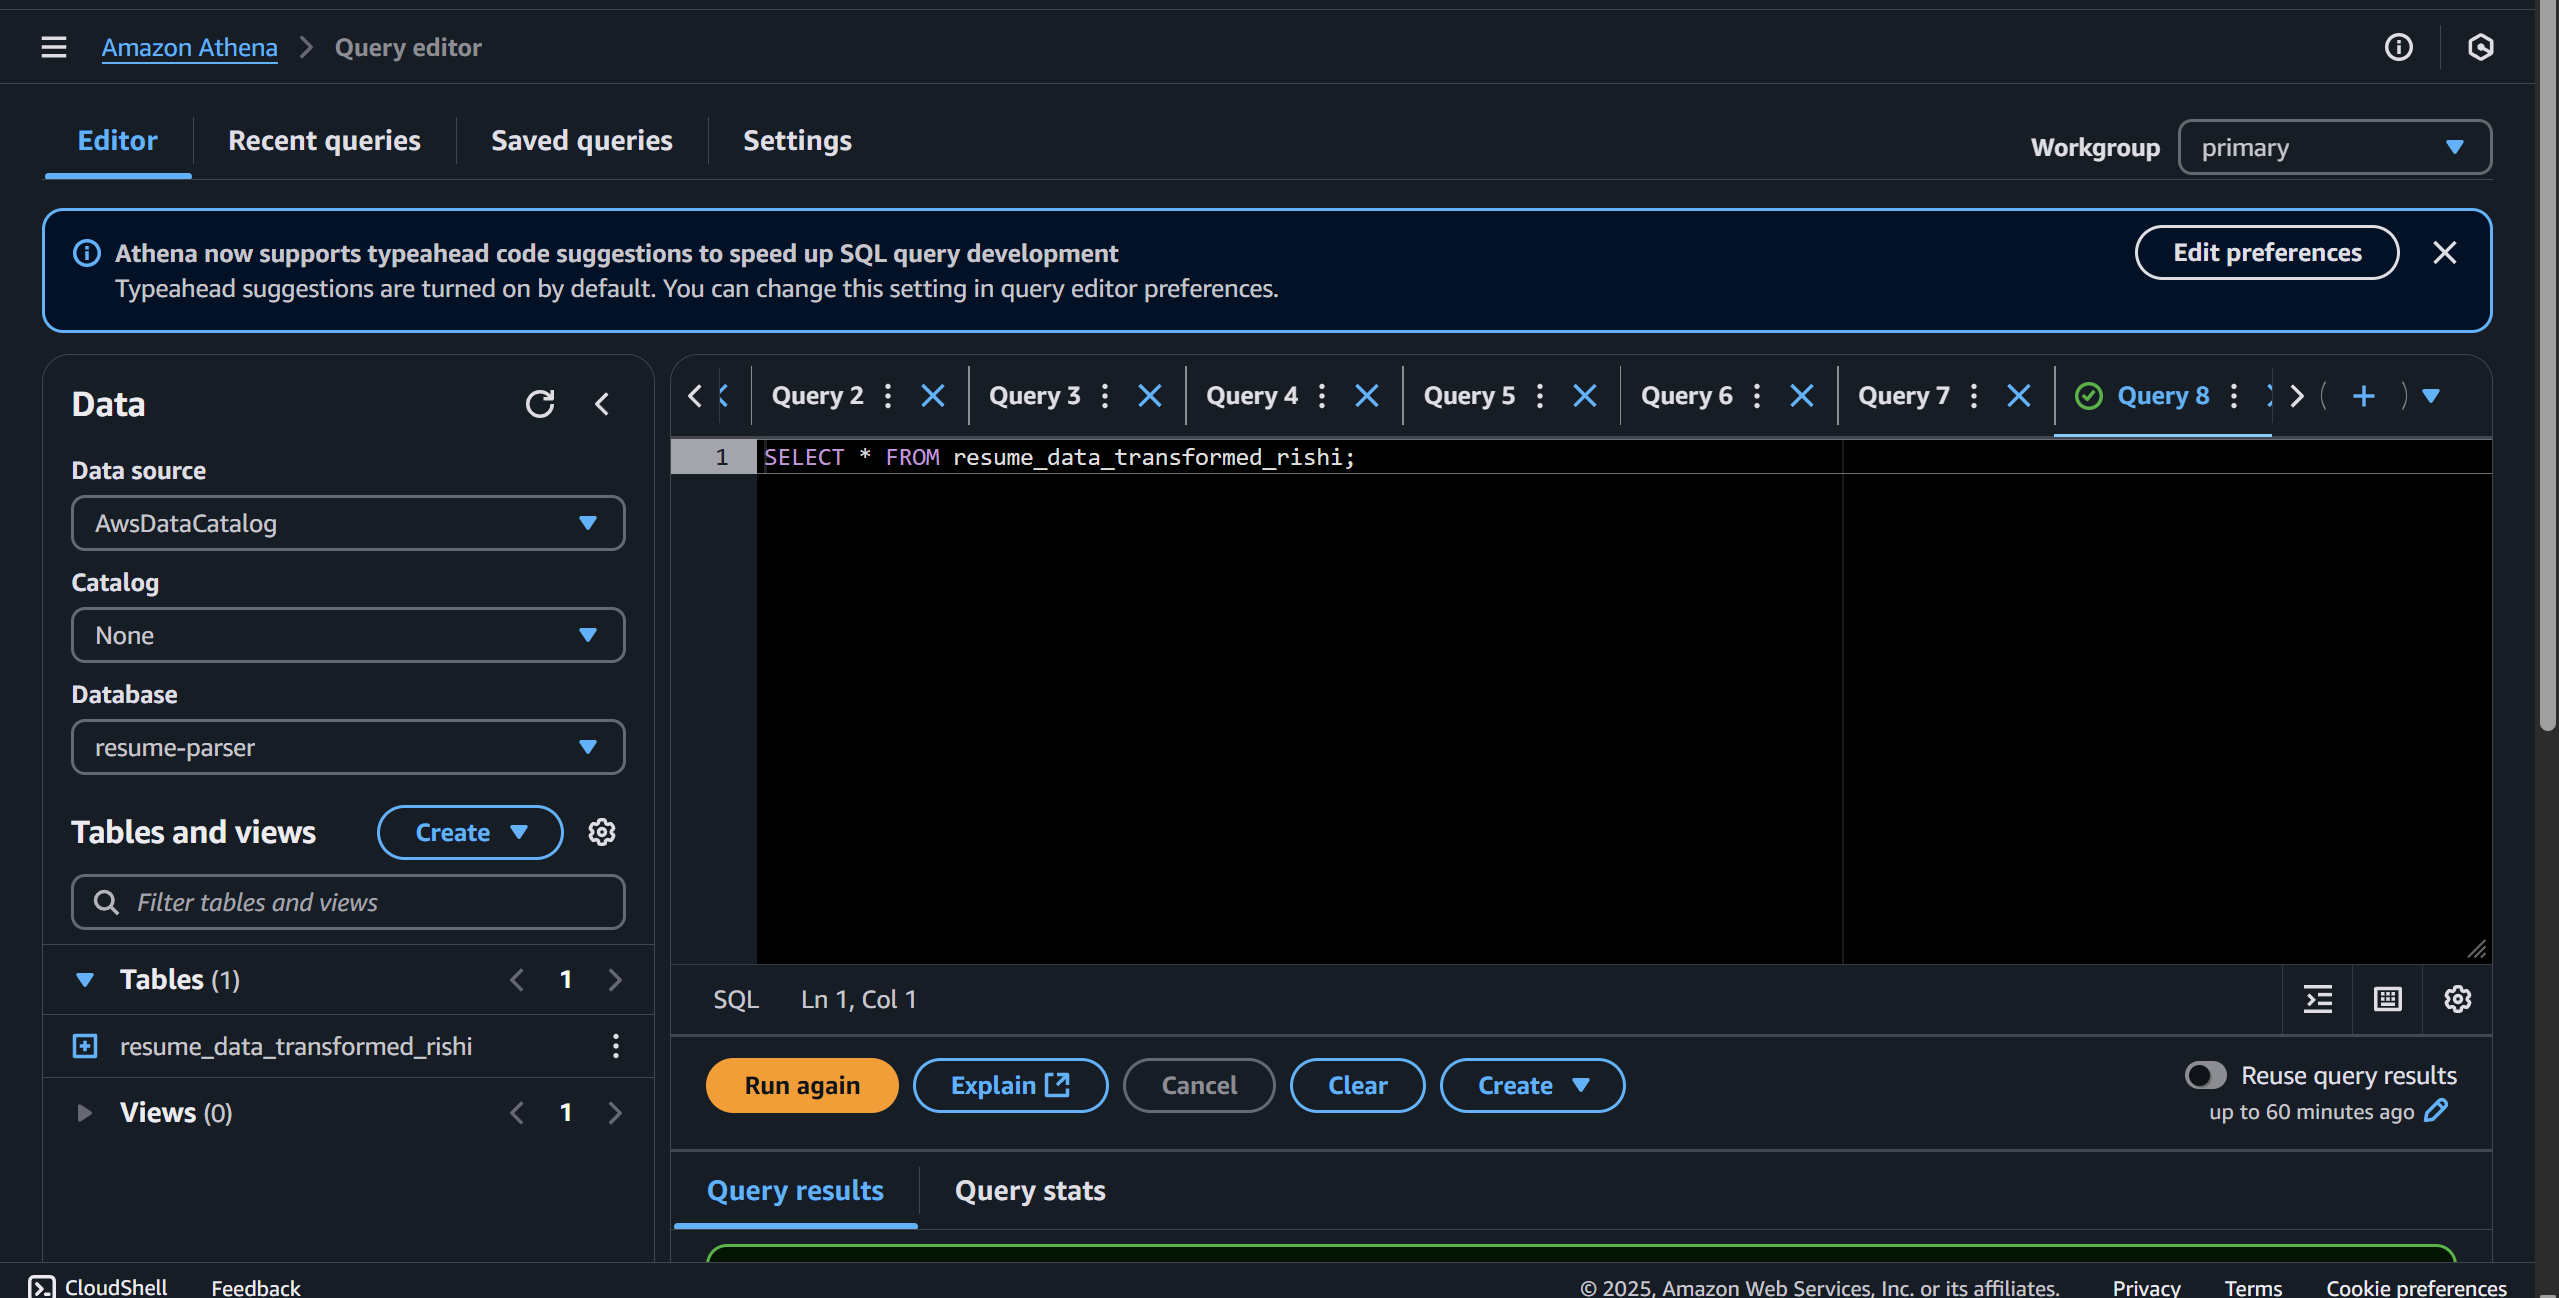 Amazon Athena
Query editor
Editor
Recent queries
Saved queries
Settings
Workgroup
primary
Athena now supports typeahead code suggestions to speed up SQL query development
Typeahead suggestions are turned on by default. You can change this setting in query editor preferences.
Edit preferences
Data
Data source
AwsDataCatalog
Catalog
None
Database
resume-parser
Tables and views
Create
Filter tables and views
Tables (1)
1
resume_data_transformed_rishi
Views (0)
1
Query 2
Query 3
Query 4
Query 5
Query 6
Query 7
Query 8
1 SELECT * FROM resume_data_transformed_rishi;
SQL Ln 1, Col 1
Run again
Explain
Cancel
Clear
Create
Reuse query results
up to 60 minutes ago
Query results
Query stats
CloudShell
Feedback
© 2025, Amazon Web Services, Inc. or its affiliates.
Privacy
Terms
Cookie preferences